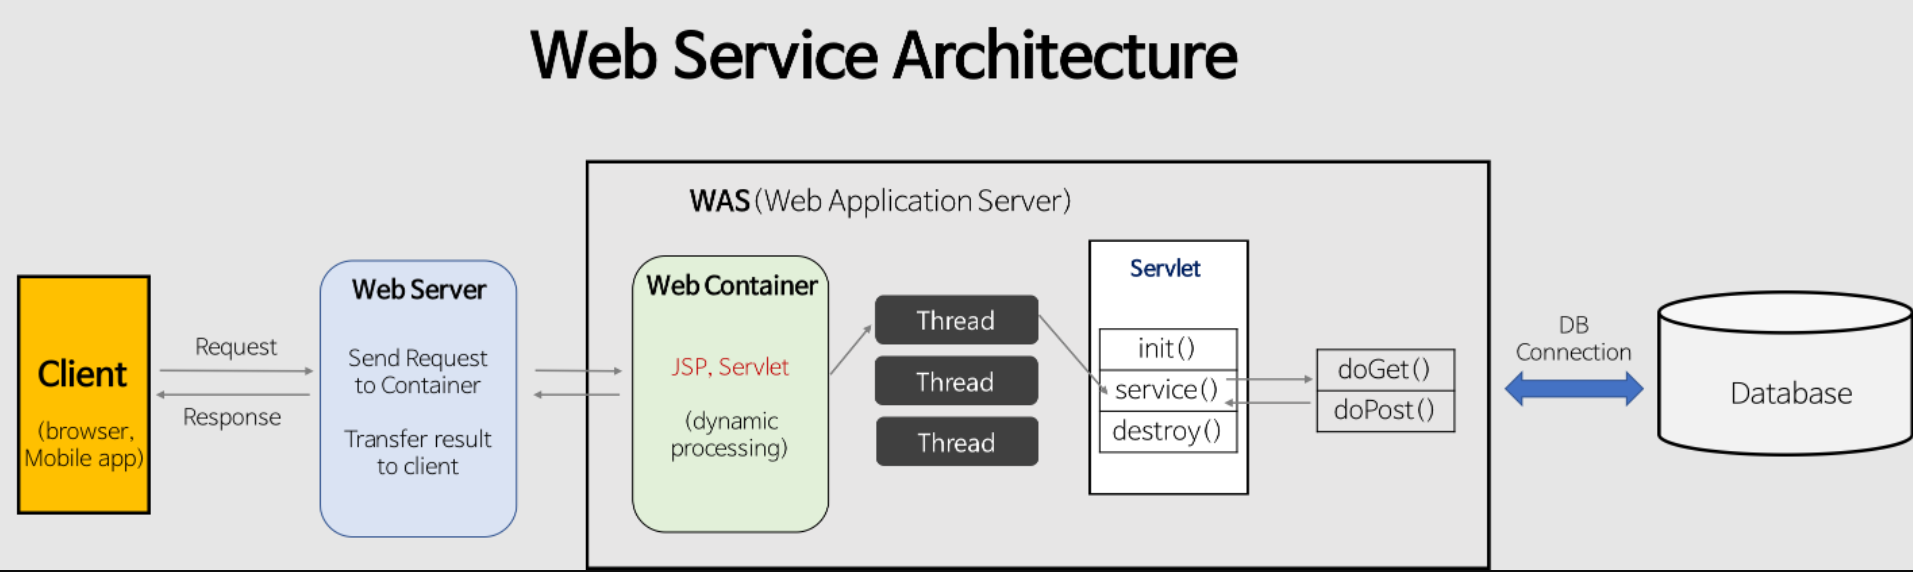 Web Service Architecture
WAS(Web Application Server)
Client
(browser,
Mobile app)
Request
Response
Web Server
Send Request
to Container
Transfer result
to client
Web Container
JSP, Servlet
(dynamic
processing)
Thread
Thread
Thread
Servlet
init()
service()
destroy()
doGet()
doPost()
DB
Connection
Database